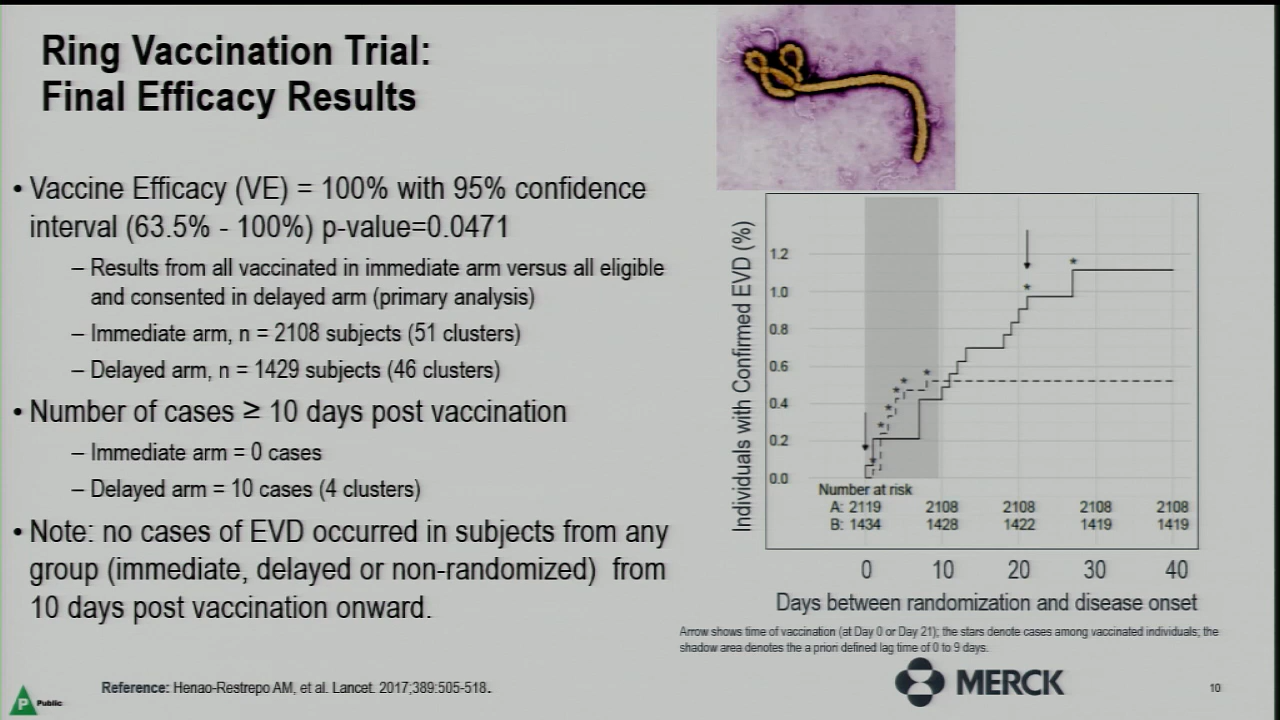 Ring Vaccination Trial:
Final Efficacy Results
• Vaccine Efficacy (VE) = 100% with 95% confidence
interval (63.5% - 100%) p-value=0.0471
– Results from all vaccinated in immediate arm versus all eligible
and consented in delayed arm (primary analysis)
– Immediate arm, n = 2108 subjects (51 clusters)
– Delayed arm, n = 1429 subjects (46 clusters)
• Number of cases ≥ 10 days post vaccination
– Immediate arm = 0 cases
– Delayed arm = 10 cases (4 clusters)
• Note: no cases of EVD occurred in subjects from any
group (immediate, delayed or non-randomized) from
10 days post vaccination onward.
Reference: Henao-Restrepo AM, et al. Lancet. 2017;389:505-518.
P Public
Individuals with Confirmed EVD (%)
1.2
1.0
0.8
0.6
0.4
0.2
0.0
Number at risk
A: 2119 2108 2108 2108 2108
B: 1434 1428 1422 1419 1419
0 10 20 30 40
Days between randomization and disease onset
Arrow shows time of vaccination (at Day 0 or Day 21); the stars denote cases among vaccinated individuals; the
shadow area denotes the a priori defined lag time of 0 to 9 days.
MERCK
10